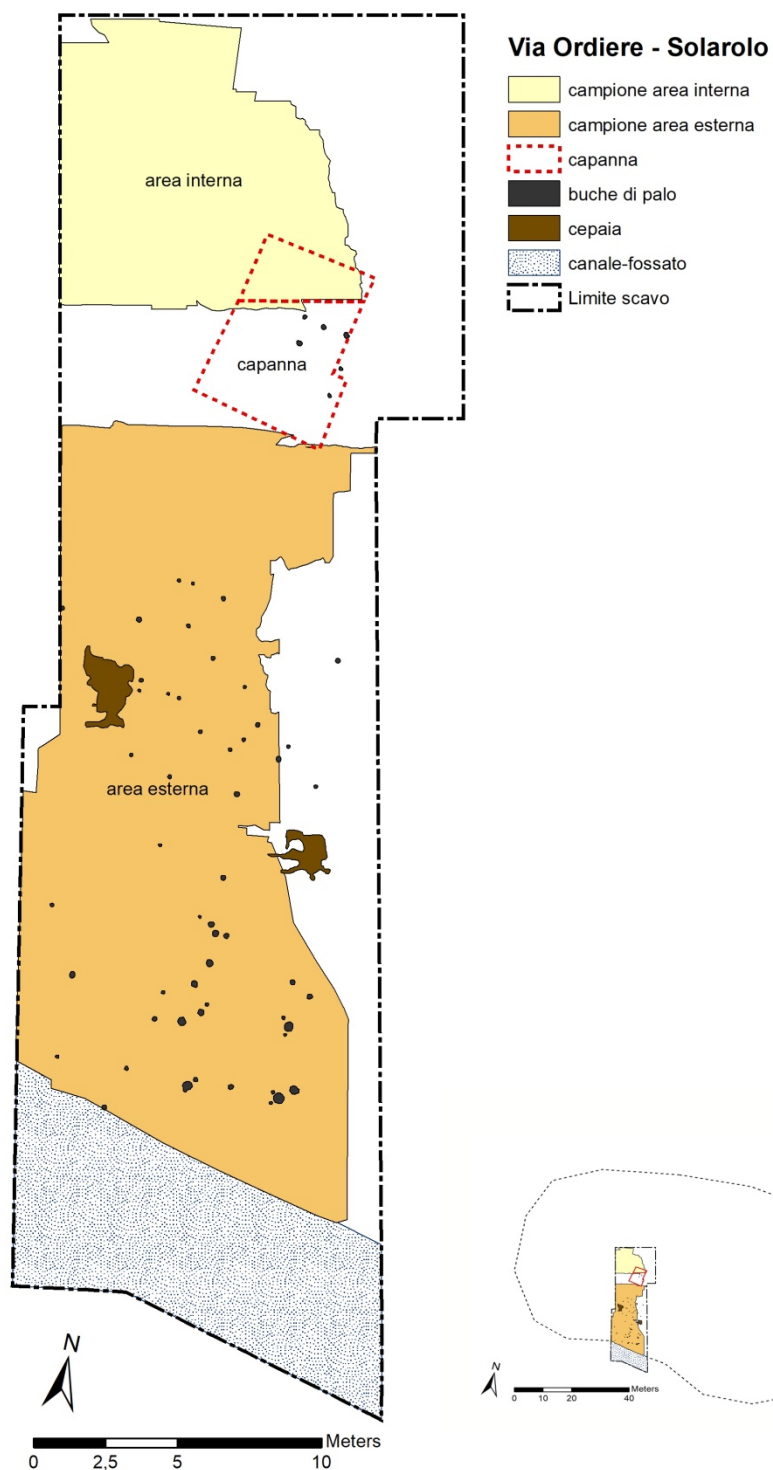 Via Ordiere - Solarolo
campione area interna
campione area esterna
capanna
buche di palo
cepaia
canale-fossato
Limite scavo
area interna
capanna
area esterna
N
Meters
0 2,5 5 10
N
Meters
0 10 20 40